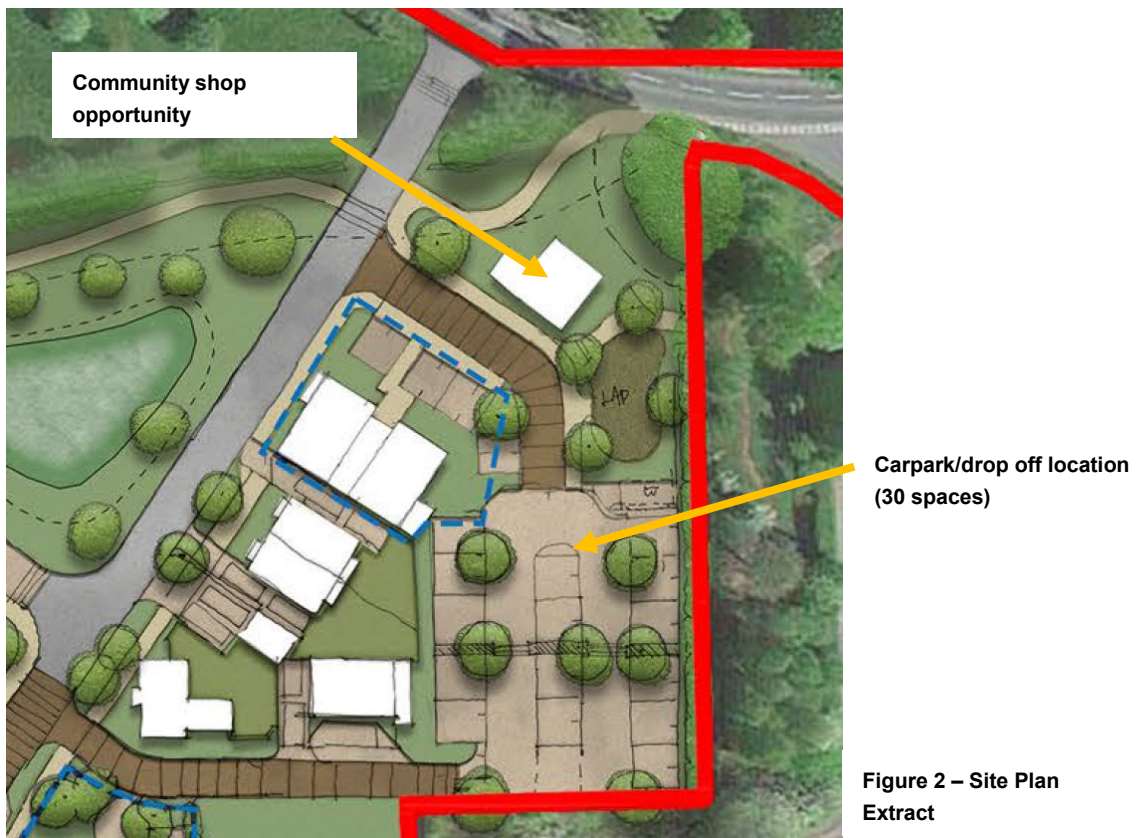 Community shop
opportunity
LAP
Carpark/drop off location
(30 spaces)
Figure 2 – Site Plan
Extract